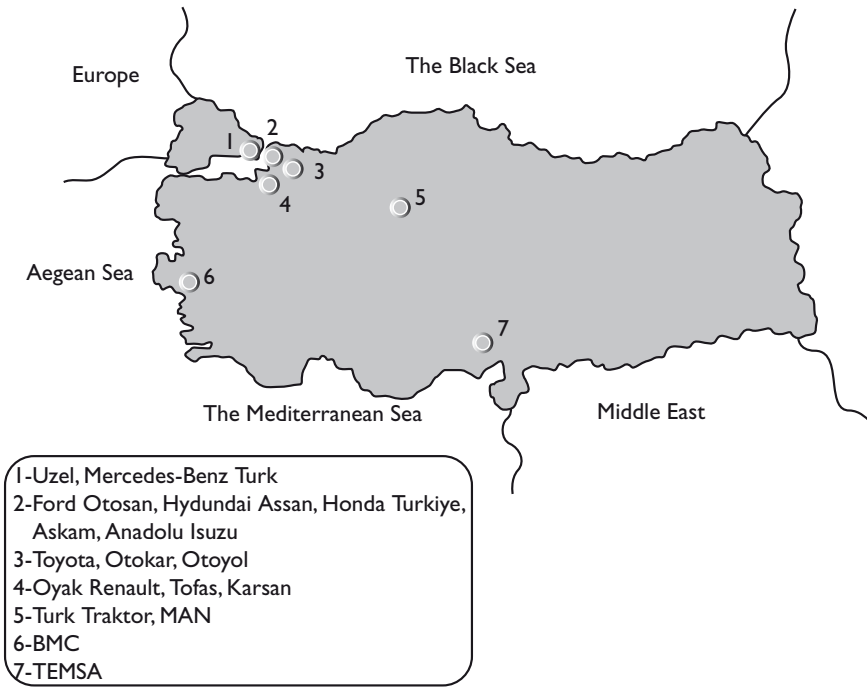 Europe
The Black Sea
1
2
3
4
5
Aegean Sea
6
7
The Mediterranean Sea
Middle East
1-Uzel, Mercedes-Benz Turk
2-Ford Otosan, Hydundai Assan, Honda Turkiye,
Askam, Anadolu Isuzu
3-Toyota, Otokar, Otoyol
4-Oyak Renault, Tofas, Karsan
5-Turk Traktor, MAN
6-BMC
7-TEMSA